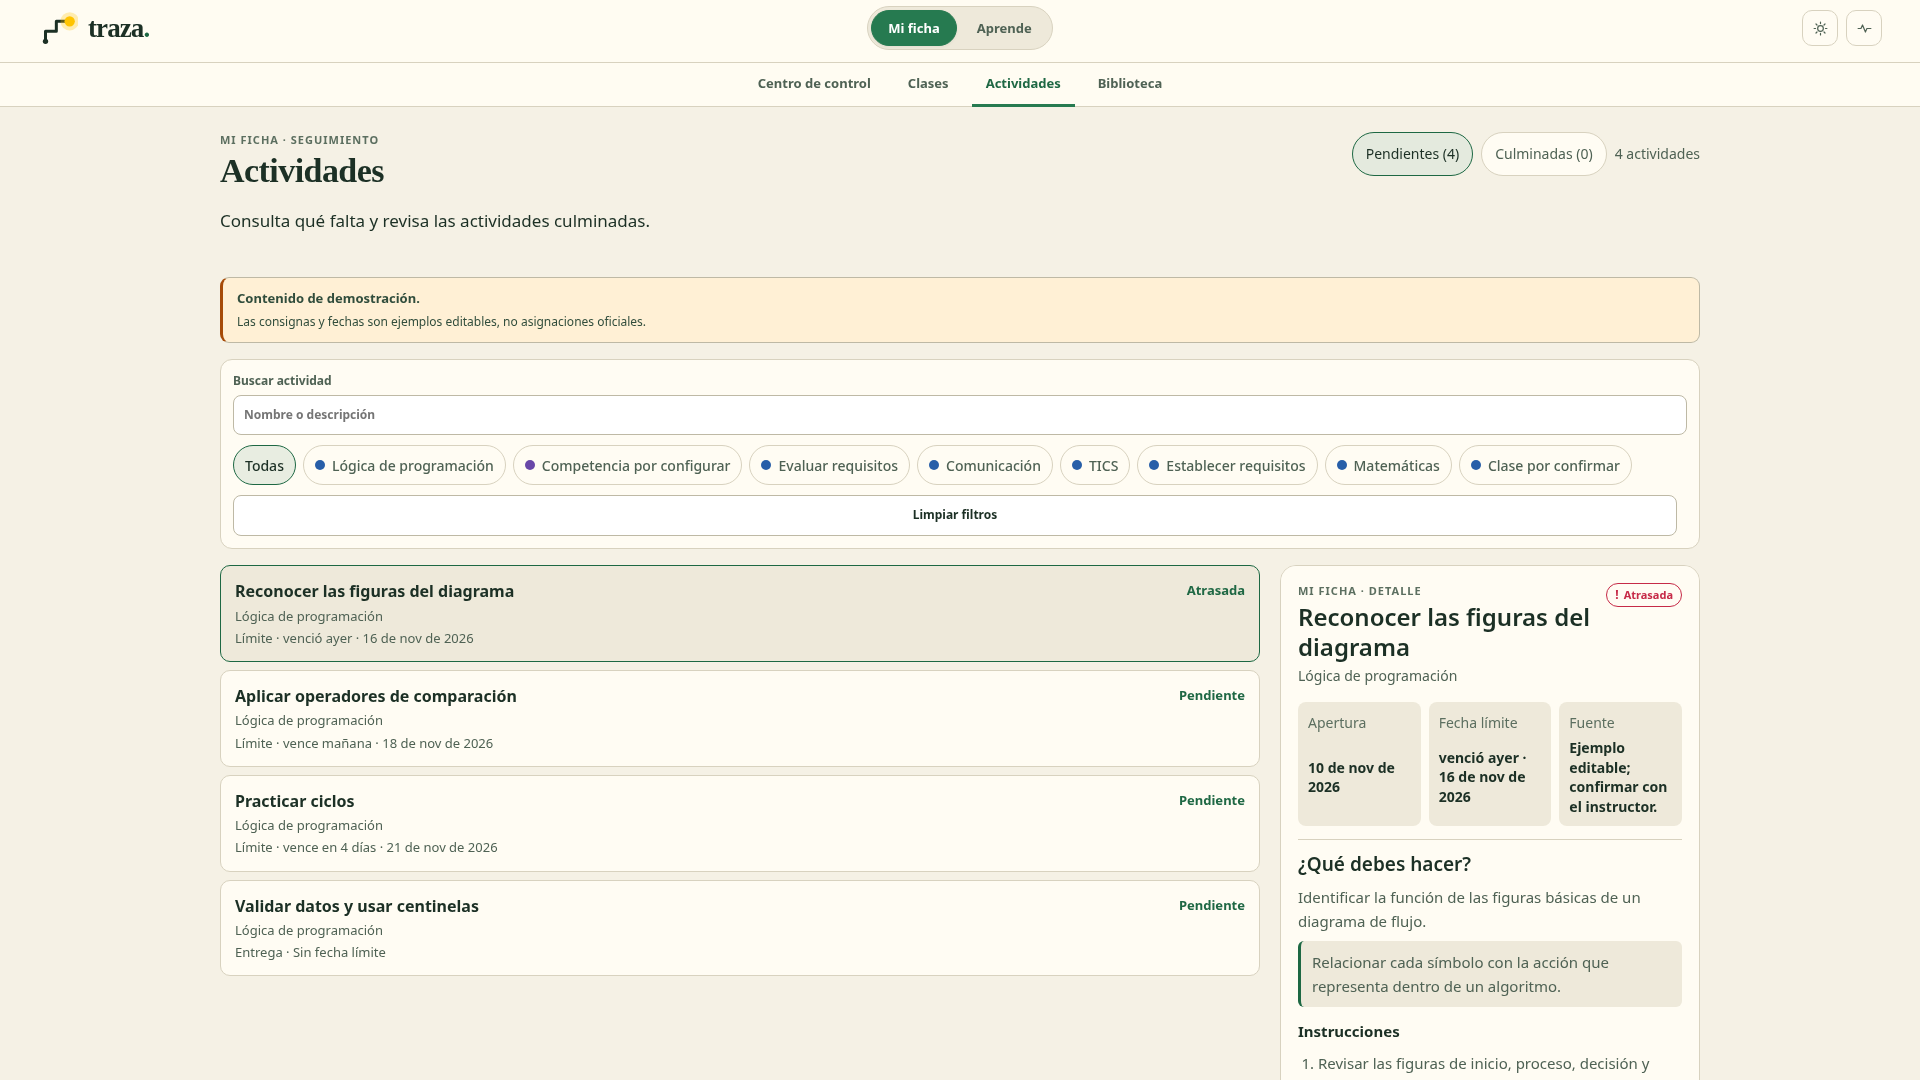 traza.
Mi ficha
Aprende
Centro de control
Clases
Actividades
Biblioteca
MI FICHA · SEGUIMIENTO
Actividades
Pendientes (4)
Culminadas (0)
4 actividades
Consulta qué falta y revisa las actividades culminadas.
Contenido de demostración.
Las consignas y fechas son ejemplos editables, no asignaciones oficiales.
Buscar actividad
Nombre o descripción
Todas
Lógica de programación
Competencia por configurar
Evaluar requisitos
Comunicación
TICS
Establecer requisitos
Matemáticas
Clase por confirmar
Limpiar filtros
Reconocer las figuras del diagrama
Atrasada
Lógica de programación
Límite · venció ayer · 16 de nov de 2026
Aplicar operadores de comparación
Pendiente
Lógica de programación
Límite · vence mañana · 18 de nov de 2026
Practicar ciclos
Pendiente
Lógica de programación
Límite · vence en 4 días · 21 de nov de 2026
Validar datos y usar centinelas
Pendiente
Lógica de programación
Entrega · Sin fecha límite
MI FICHA · DETALLE
! Atrasada
Reconocer las figuras del
diagrama
Lógica de programación
Apertura
10 de nov de
2026
Fecha límite
venció ayer ·
16 de nov de
2026
Fuente
Ejemplo
editable;
confirmar con
el instructor.
¿Qué debes hacer?
Identificar la función de las figuras básicas de un
diagrama de flujo.
Relacionar cada símbolo con la acción que
representa dentro de un algoritmo.
Instrucciones
1. Revisar las figuras de inicio, proceso, decisión y